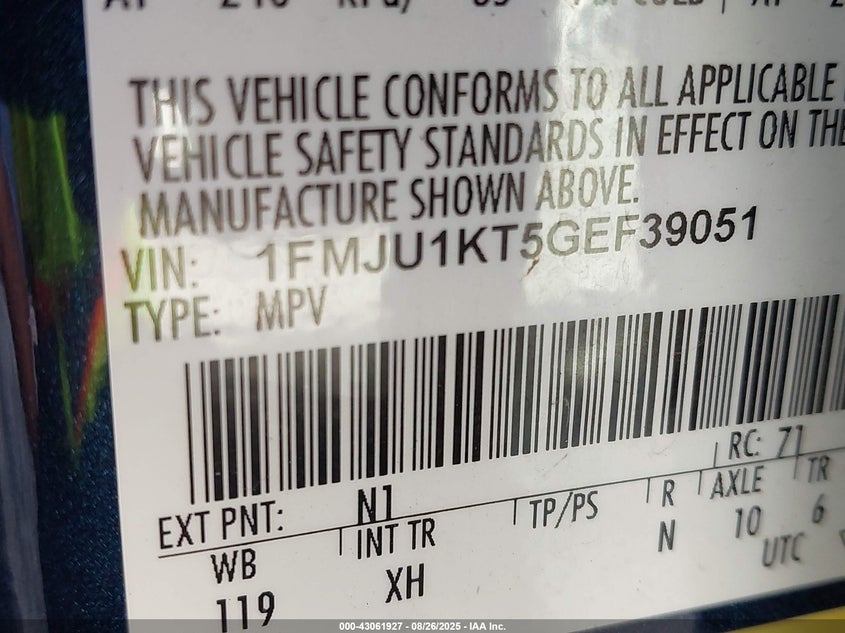 THIS VEHICLE CONFORMS TO ALL APPLICABLE
VEHICLE SAFETY STANDARDS IN EFFECT ON THE
MANUFACTURE SHOWN ABOVE.
VIN: 1FMJU1KT5GEF39051
TYPE: MPV
RC: 71
EXT PNT: N1
WB INT TR TP/PS R AXLE TR
119 XH N 10 6
UTC
000-43061927 - 08/26/2025 - IAA Inc.